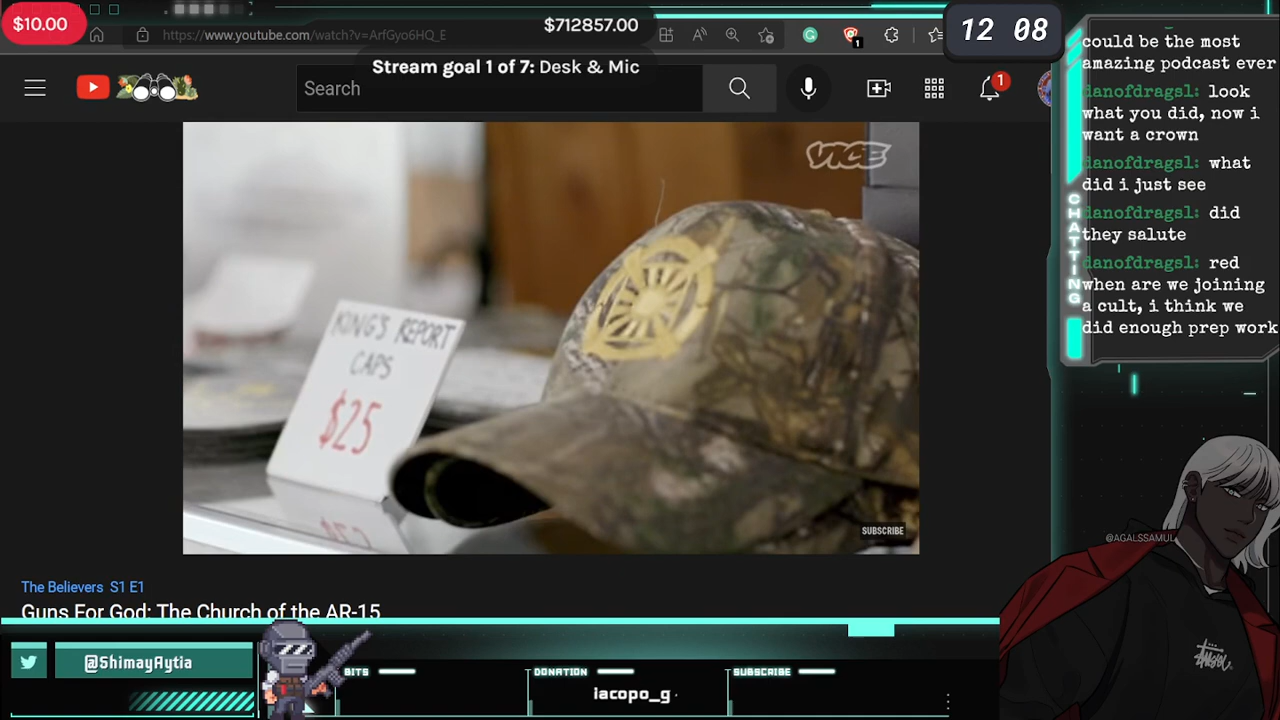 $10.00
$712857.00
12 08
https://www.youtube.com/watch?v=ArfGyo6HQ_E
1
Stream goal 1 of 7: Desk & Mic
Search
1
VICE
KING'S REPORT
CAPS
$25
SUBSCRIBE
The Believers S1 E1
Guns For God: The Church of the AR-15
could be the most
amazing podcast ever
danofdragsl: look
what you did, now i
want a crown
danofdragsl: what
did i just see
danofdragsl: did
they salute
danofdragsl: red
when are we joining
a cult, i think we
did enough prep work
CHATTING
@AGALSSAMUL
@ShimayAytia
BITS
DONATION
iacopo_g
SUBSCRIBE